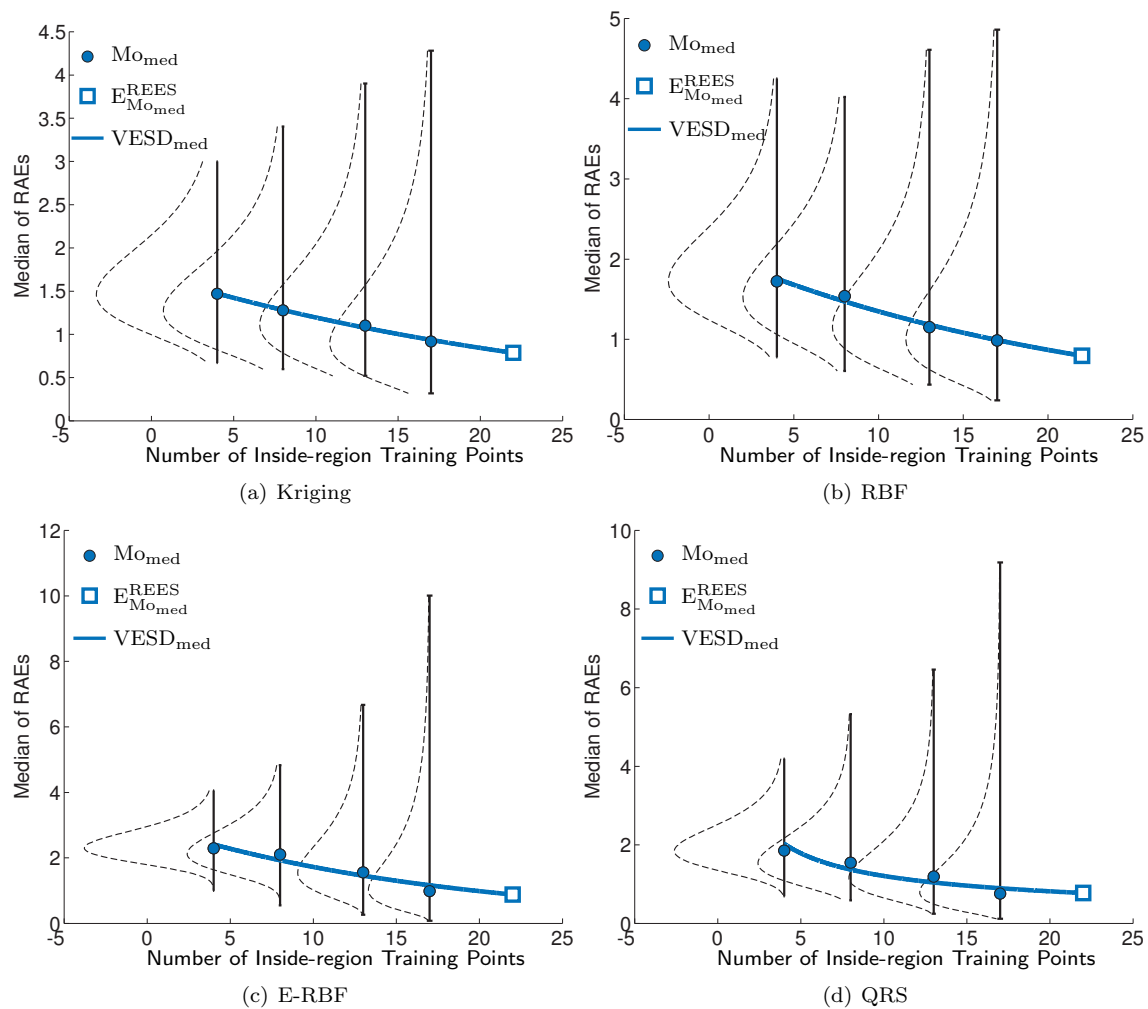 4.5
4
3.5
3
2.5
2
1.5
1
0.5
0
Median of RAEs
Mo_med
E^REES_Mo_med
VESD_med
-5 0 5 10 15 20 25
Number of Inside-region Training Points
(a) Kriging
5
4
3
2
1
0
Median of RAEs
Mo_med
E^REES_Mo_med
VESD_med
-5 0 5 10 15 20 25
Number of Inside-region Training Points
(b) RBF
12
10
8
6
4
2
0
Median of RAEs
Mo_med
E^REES_Mo_med
VESD_med
-5 0 5 10 15 20 25
Number of Inside-region Training Points
(c) E-RBF
10
8
6
4
2
0
Median of RAEs
Mo_med
E^REES_Mo_med
VESD_med
-5 0 5 10 15 20 25
Number of Inside-region Training Points
(d) QRS